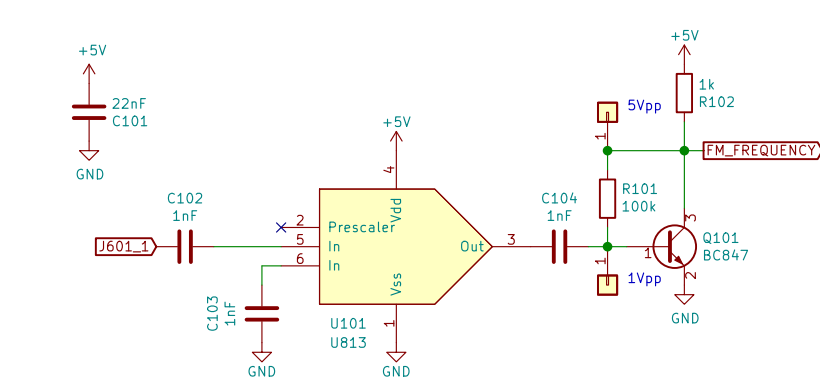 +5V
22nF
C101
GND
J601_1
C102
1nF
C103
1nF
GND
+5V
4
Vdd
2
Prescaler
5
In
6
In
Out
3
Vss
1
U101
U813
GND
C104
1nF
5Vpp
1
R101
100k
1
1Vpp
+5V
1k
R102
FM_FREQUENCY
3
1
Q101
BC847
2
GND